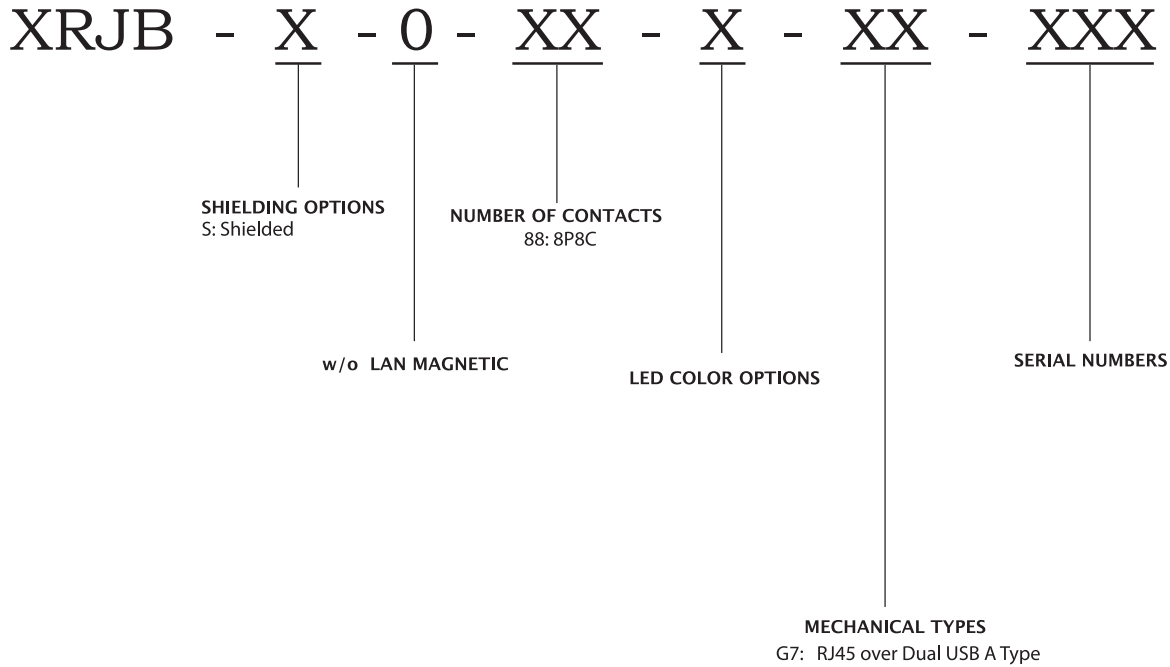 XRJB - X - 0 - XX - X - XX - XXX
SHIELDING OPTIONS
S: Shielded
NUMBER OF CONTACTS
88: 8P8C
w/o LAN MAGNETIC
LED COLOR OPTIONS
SERIAL NUMBERS
MECHANICAL TYPES
G7: RJ45 over Dual USB A Type